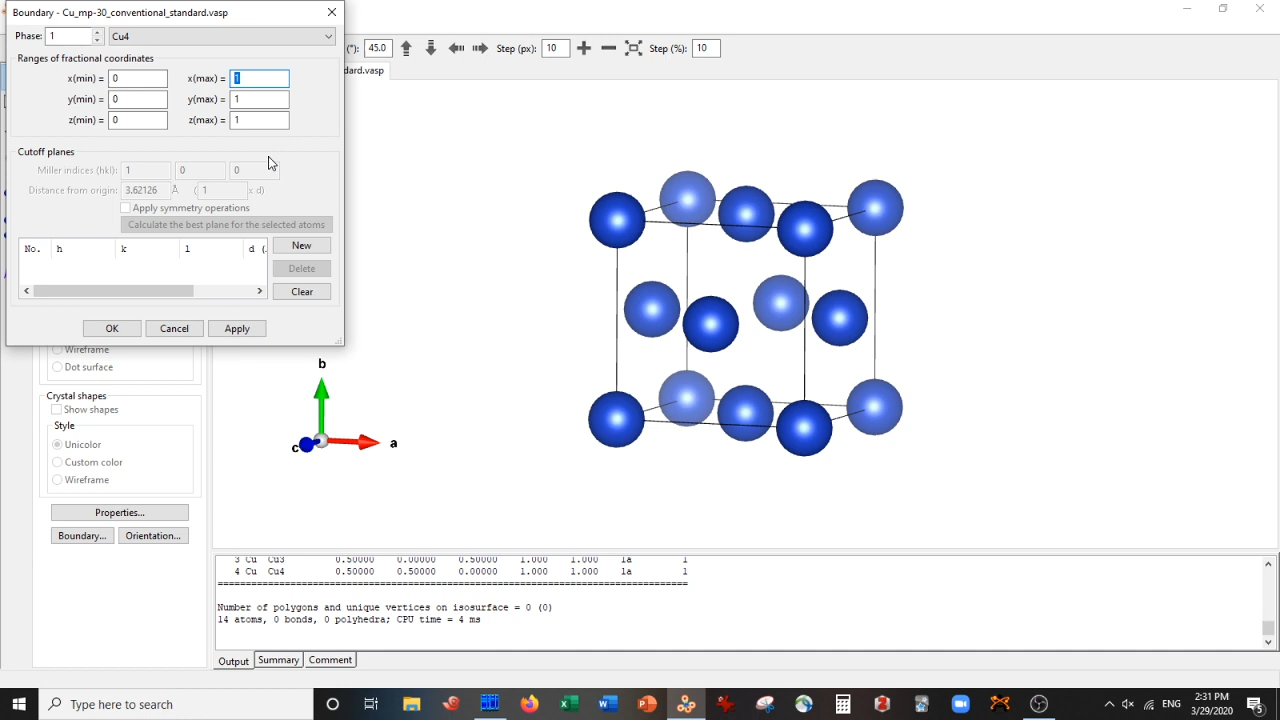 Boundary - Cu_mp-30_conventional_standard.vasp
Phase: 1 Cu4
(°): 45.0 Step (px): 10 Step (%): 10
Ranges of fractional coordinates
dard.vasp
x(min) = 0 x(max) = 1
y(min) = 0 y(max) = 1
z(min) = 0 z(max) = 1
Cutoff planes
Miller indices (hkl): 1 0 0
Distance from origin: 3.62126 Å ( 1 x d)
Apply symmetry operations
Calculate the best plane for the selected atoms
No. h k l d (.
New
Delete
Clear
OK Cancel Apply
Wireframe
Dot surface
Crystal shapes
Show shapes
Style
Unicolor
Custom color
Wireframe
Properties...
Boundary... Orientation...
b
a
c
3 Cu Cu3 0.50000 0.00000 0.50000 1.000 1.000 1a 1
4 Cu Cu4 0.50000 0.50000 0.00000 1.000 1.000 1a 1
================================================================================
Number of polygons and unique vertices on isosurface = 0 (0)
14 atoms, 0 bonds, 0 polyhedra; CPU time = 4 ms
Output Summary Comment
Type here to search
ENG
2:31 PM
3/29/2020